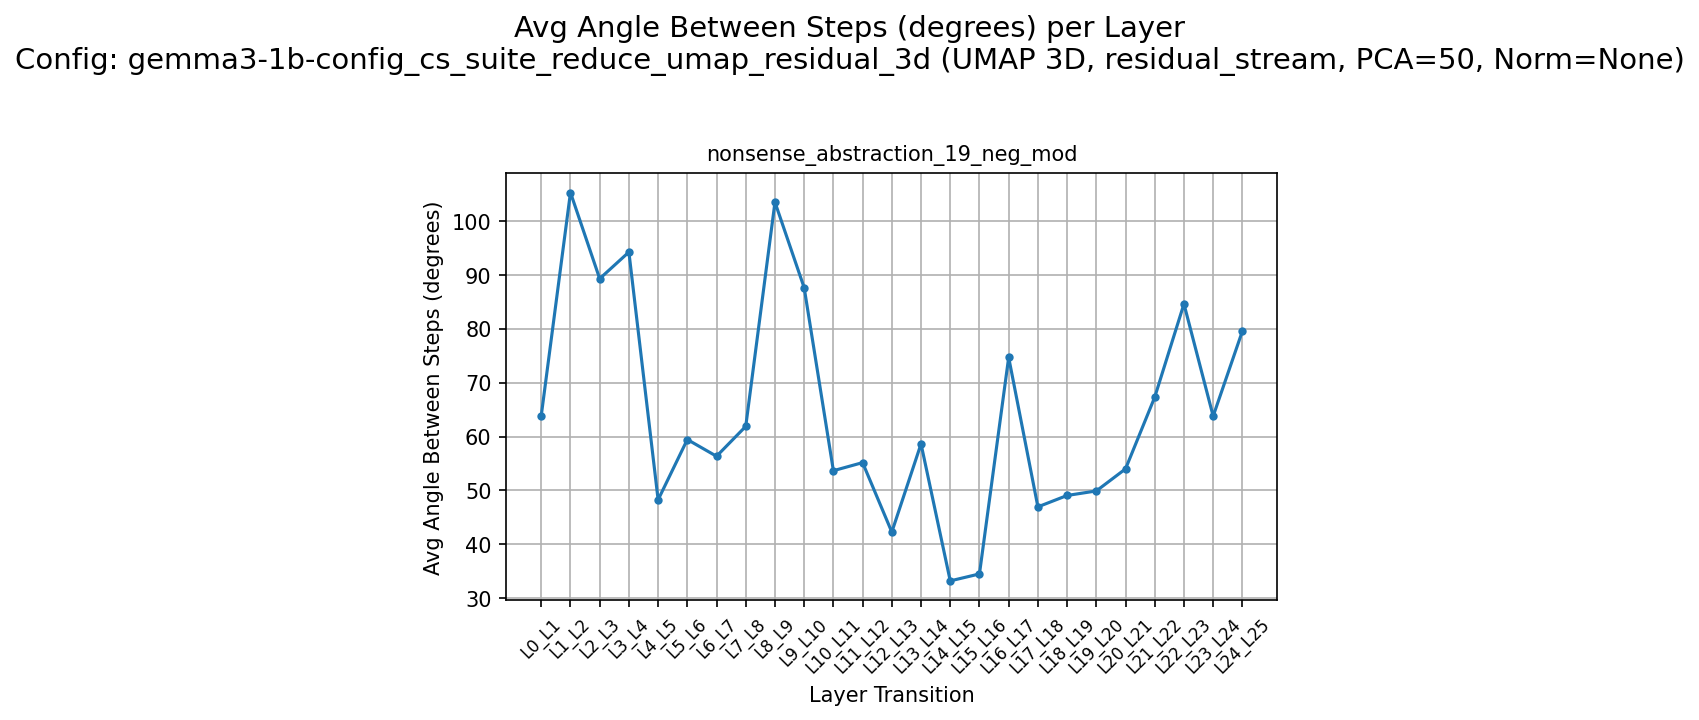 Avg Angle Between Steps (degrees) per Layer
Config: gemma3-1b-config_cs_suite_reduce_umap_residual_3d (UMAP 3D, residual_stream, PCA=50, Norm=None)
nonsense_abstraction_19_neg_mod
Avg Angle Between Steps (degrees)
100
90
80
70
60
50
40
30
L0_L1
L1_L2
L2_L3
L3_L4
L4_L5
L5_L6
L6_L7
L7_L8
L8_L9
L9_L10
L10_L11
L11_L12
L12_L13
L13_L14
L14_L15
L15_L16
L16_L17
L17_L18
L18_L19
L19_L20
L20_L21
L21_L22
L22_L23
L23_L24
L24_L25
Layer Transition